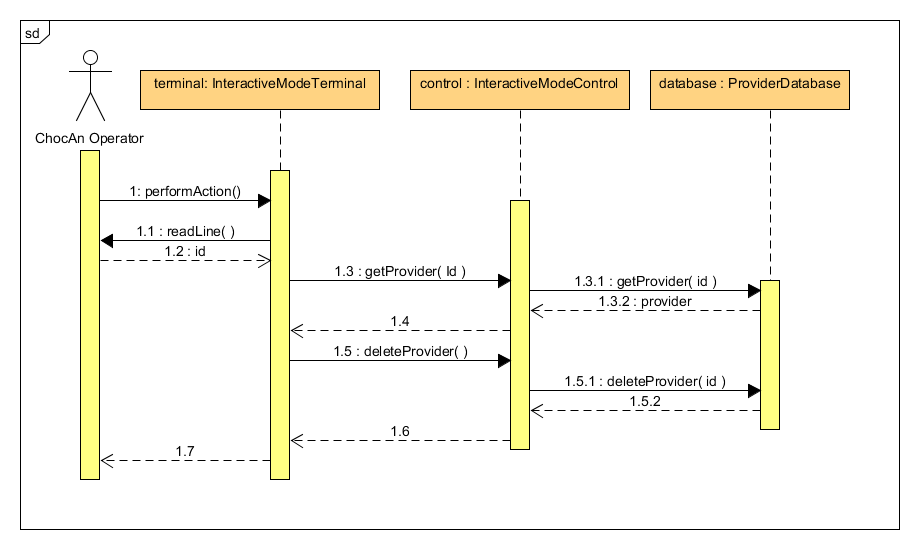 sd
terminal: InteractiveModeTerminal
control : InteractiveModeControl
database : ProviderDatabase
ChocAn Operator
1: performAction()
1.1 : readLine( )
1.2 : id
1.3 : getProvider( Id )
1.3.1 : getProvider( id )
1.3.2 : provider
1.4
1.5 : deleteProvider( )
1.5.1 : deleteProvider( id )
1.5.2
1.6
1.7